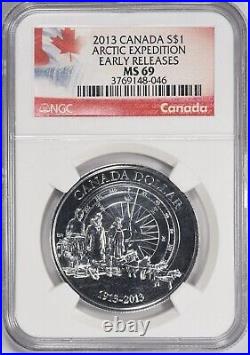 2013 CANADA S$1
ARCTIC EXPEDITION
EARLY RELEASES
MS 69
3769148-046
NGC
Canada
CANADA DOLLAR
1913-2013